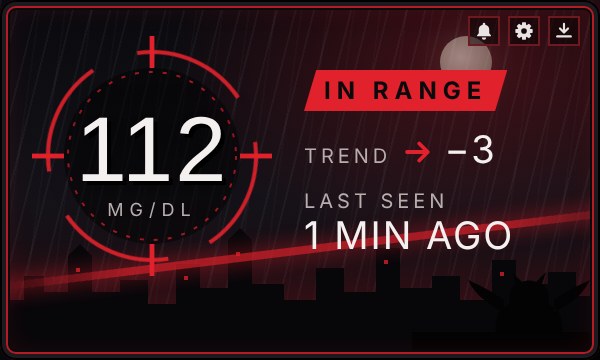 112
MG/DL
IN RANGE
TREND → −3
LAST SEEN
1 MIN AGO